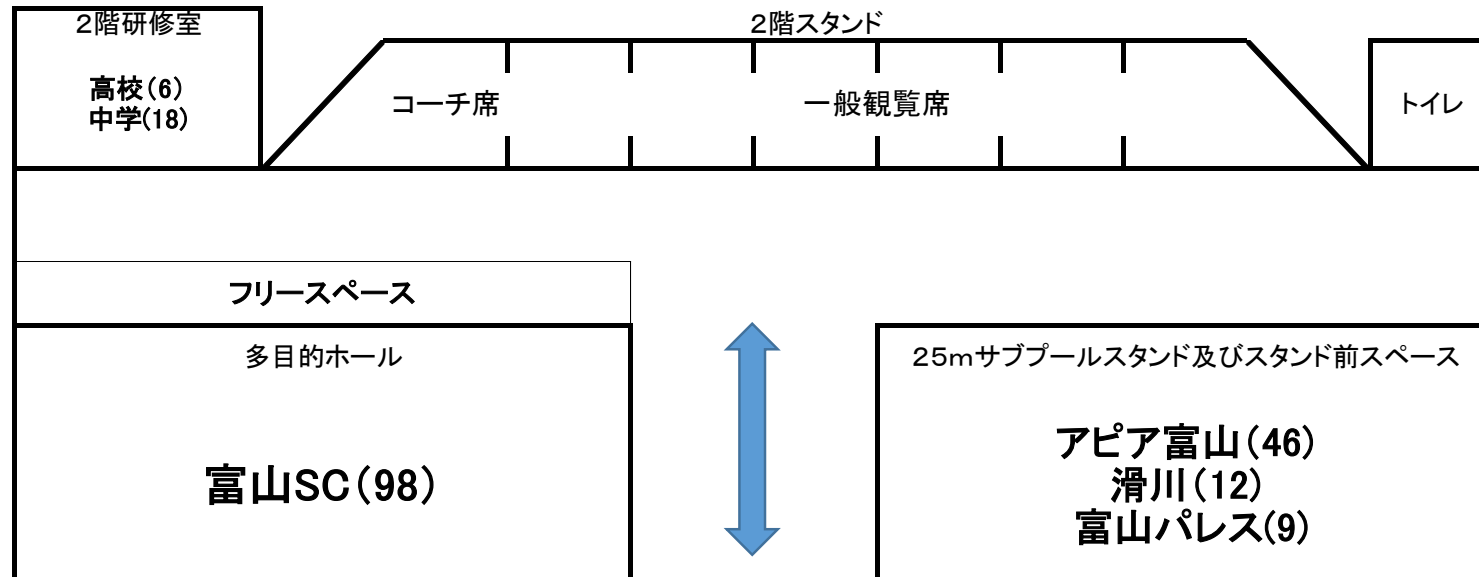 2階研修室
高校（6）
中学(18)
2階スタンド
コーチ席
一般観覧席
トイレ
フリースペース
多目的ホール
富山SC（98）
25ｍサブプールスタンド及びスタンド前スペース
アピア富山（46）
滑川（12）
富山パレス(9)